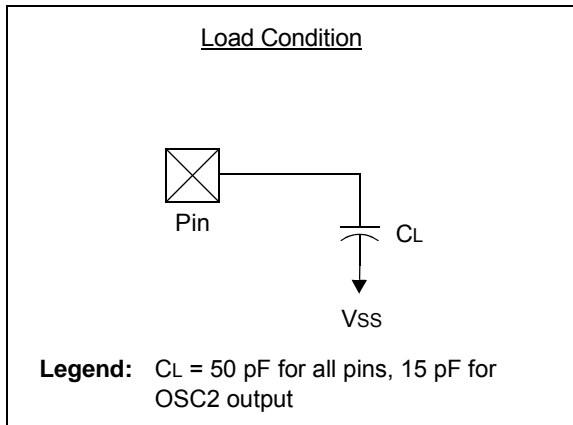 Load Condition
Pin
CL
VSS
Legend: CL = 50 pF for all pins, 15 pF for
OSC2 output